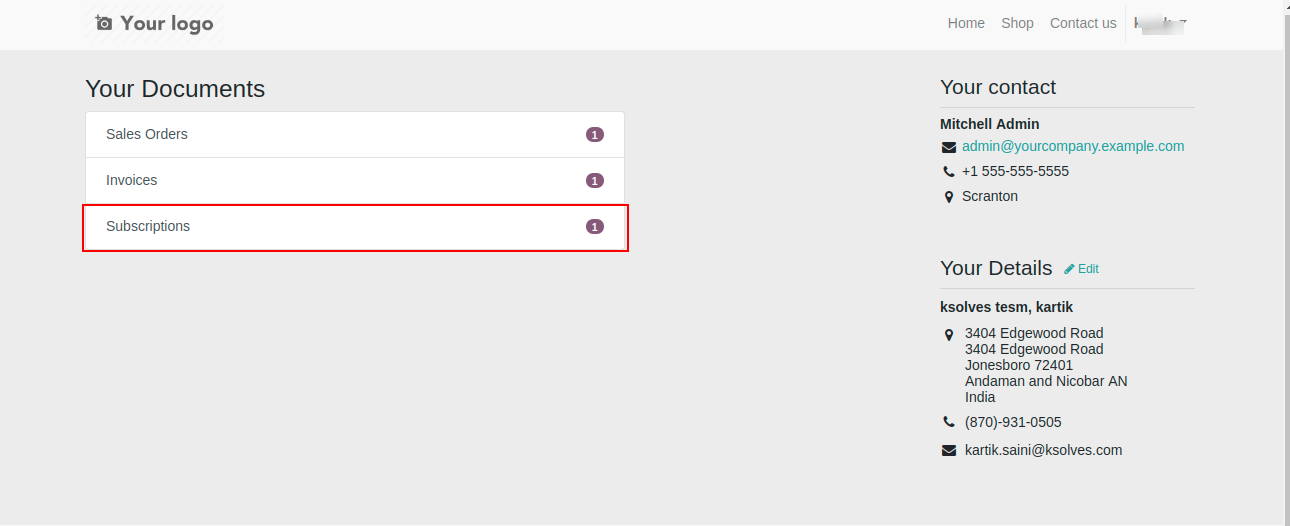 Your logo
Home Shop Contact us
Your Documents
Sales Orders 1
Invoices 1
Subscriptions 1
Your contact
Mitchell Admin
admin@yourcompany.example.com
+1 555-555-5555
Scranton
Your Details Edit
ksolves tesm, kartik
3404 Edgewood Road
3404 Edgewood Road
Jonesboro 72401
Andaman and Nicobar AN
India
(870)-931-0505
kartik.saini@ksolves.com